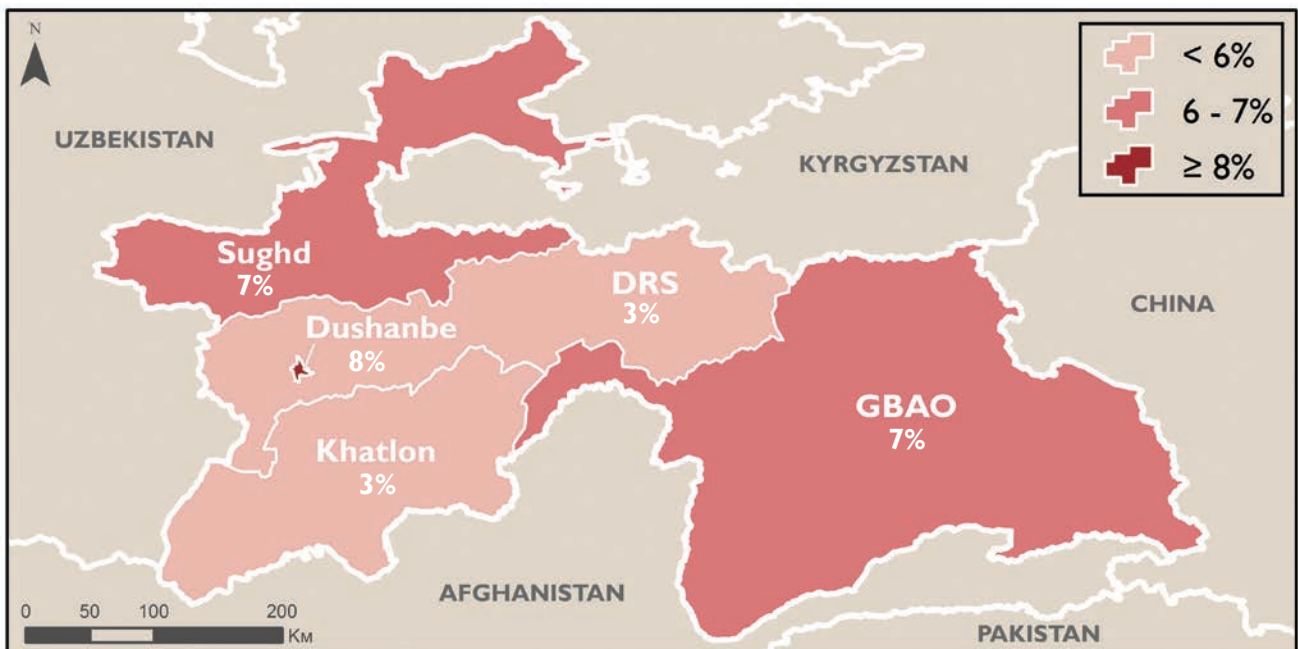 N
< 6%
6 - 7%
≥ 8%
UZBEKISTAN
KYRGYZSTAN
CHINA
Sughd
7%
DRS
3%
Dushanbe
8%
GBAO
7%
Khatlon
3%
AFGHANISTAN
PAKISTAN
0 50 100 200
KM